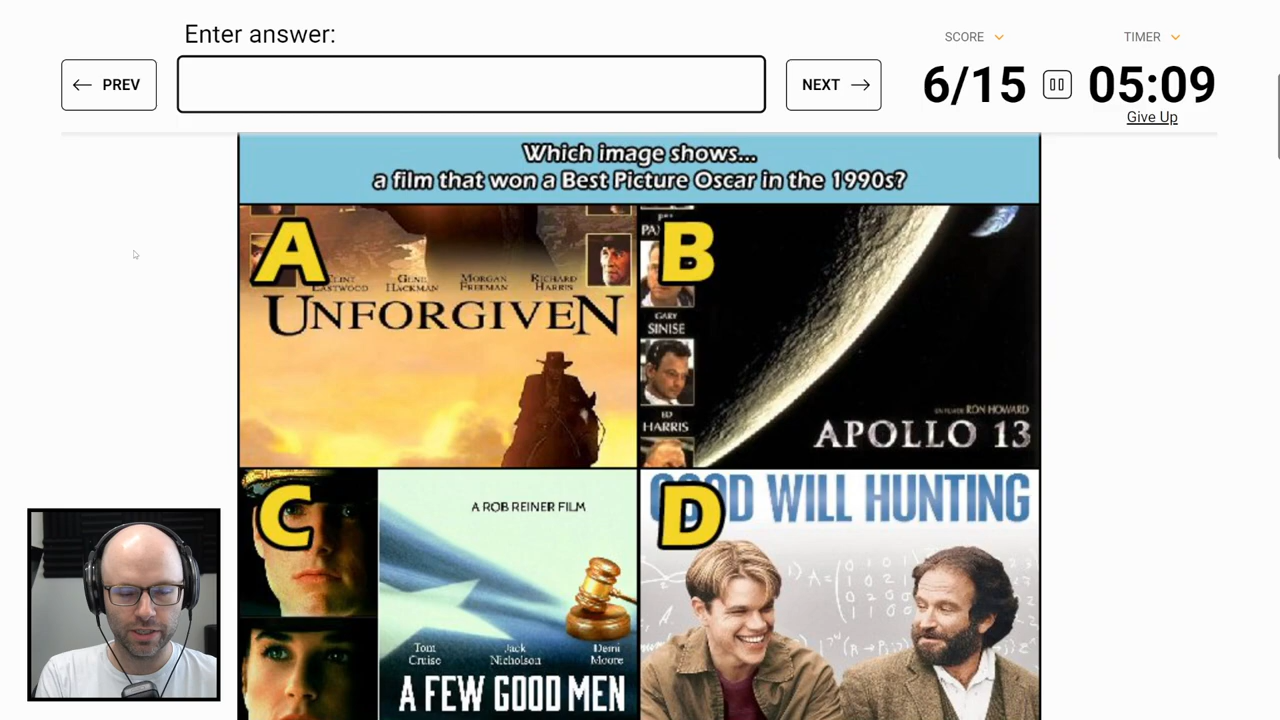 Enter answer:
SCORE
TIMER
← PREV
NEXT →
6/15
05:09
Give Up
Which image shows...
a film that won a Best Picture Oscar in the 1990s?
A
CLINT EASTWOOD
GENE HACKMAN
MORGAN FREEMAN
RICHARD HARRIS
UNFORGIVEN
B
GARY
SINISE
ED
HARRIS
RON HOWARD
APOLLO 13
C
A ROB REINER FILM
Tom Cruise
Jack Nicholson
Demi Moore
A FEW GOOD MEN
D
WILL HUNTING